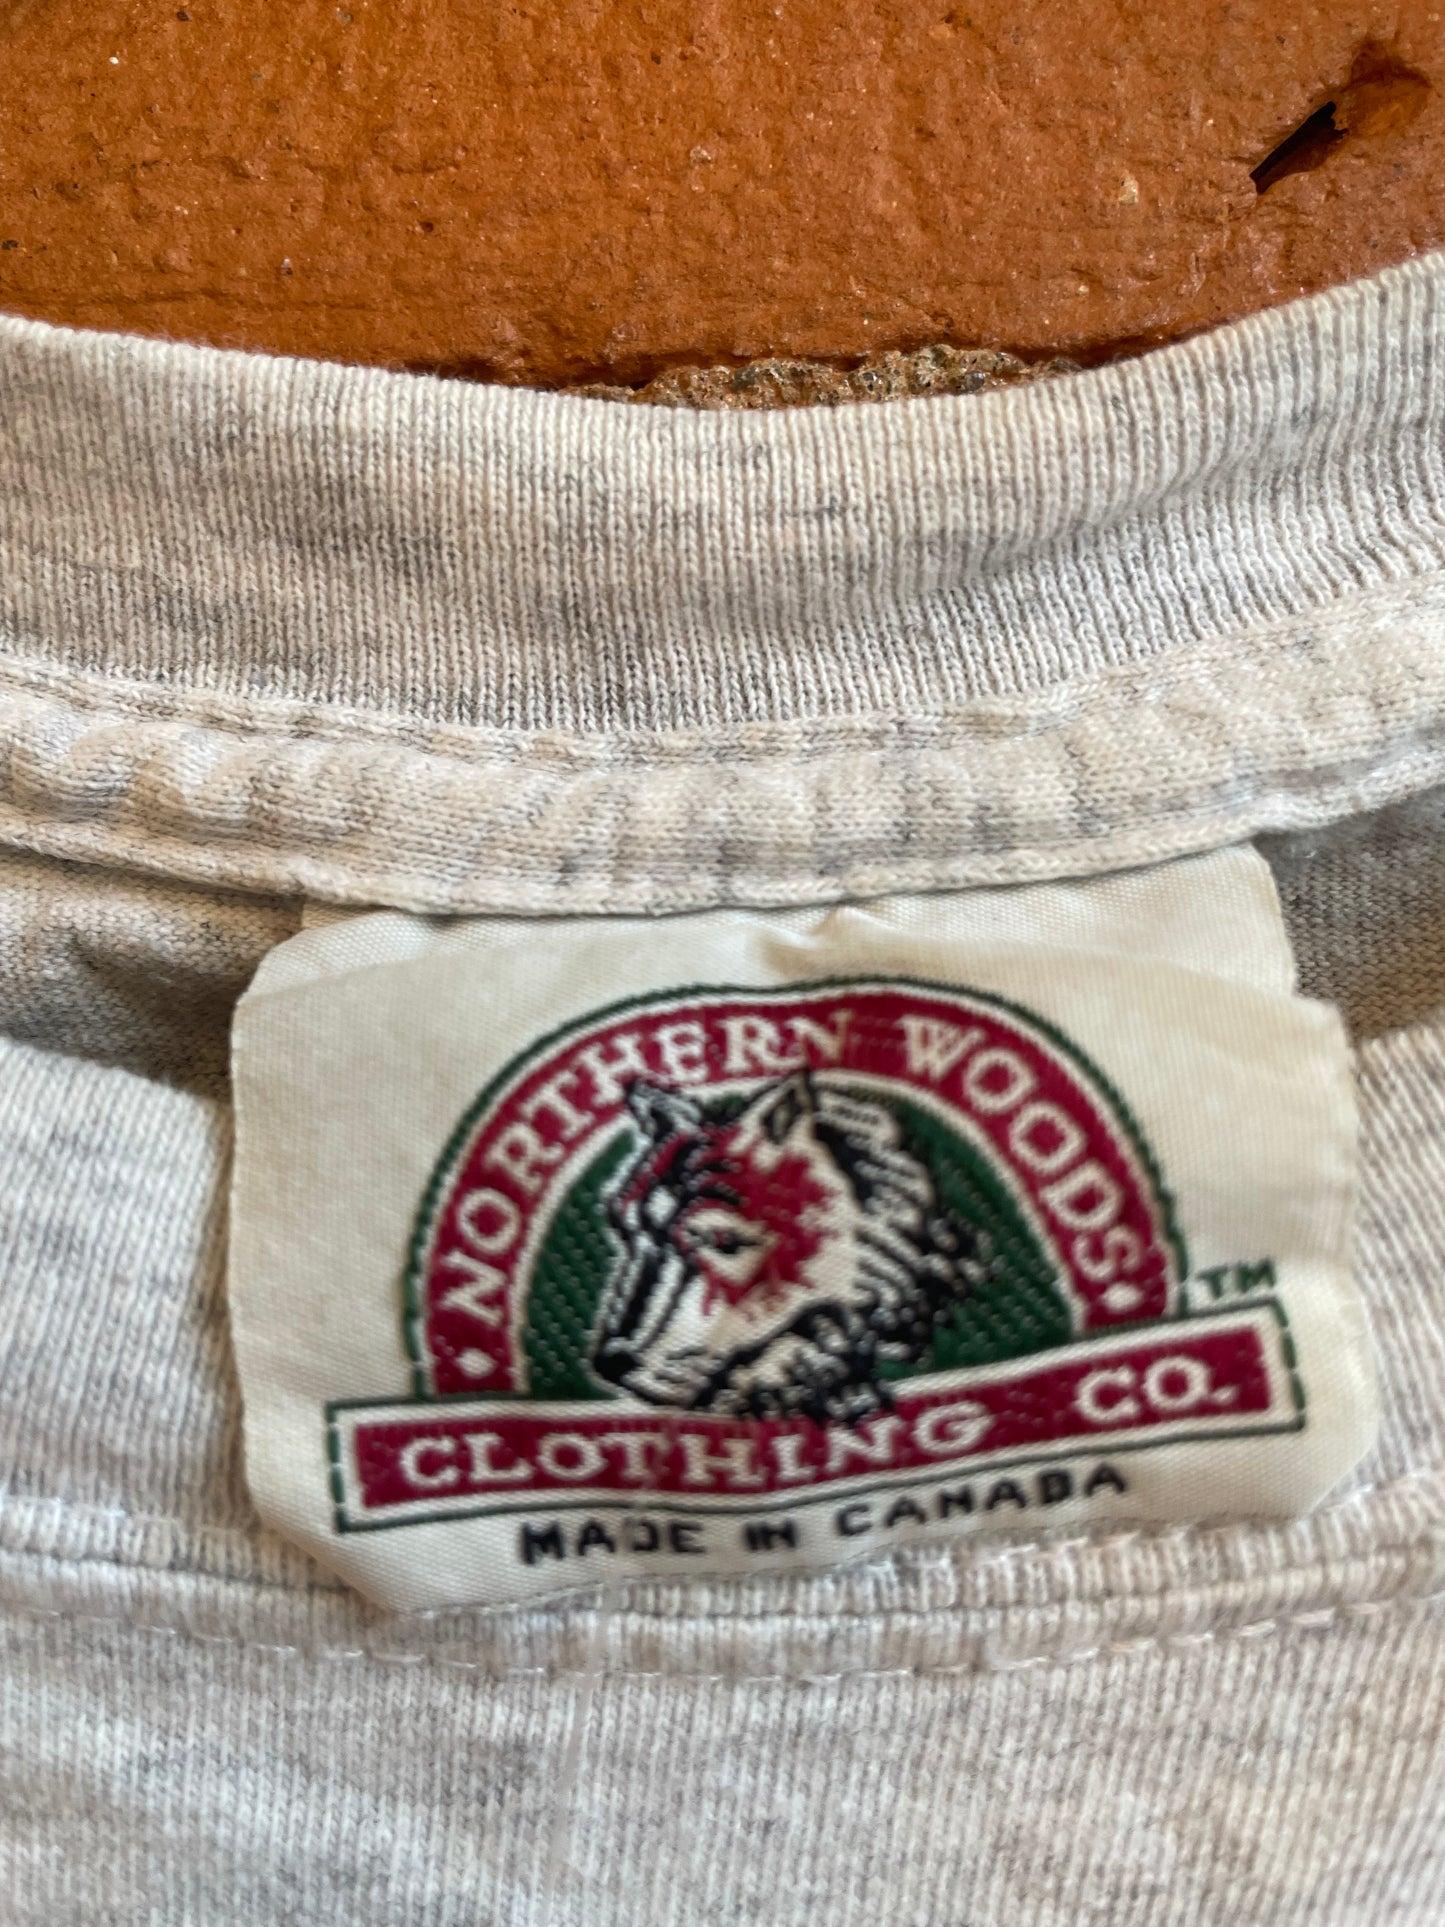 NORTHERN WOODS
TM
CLOTHING CO.
MADE IN CANADA